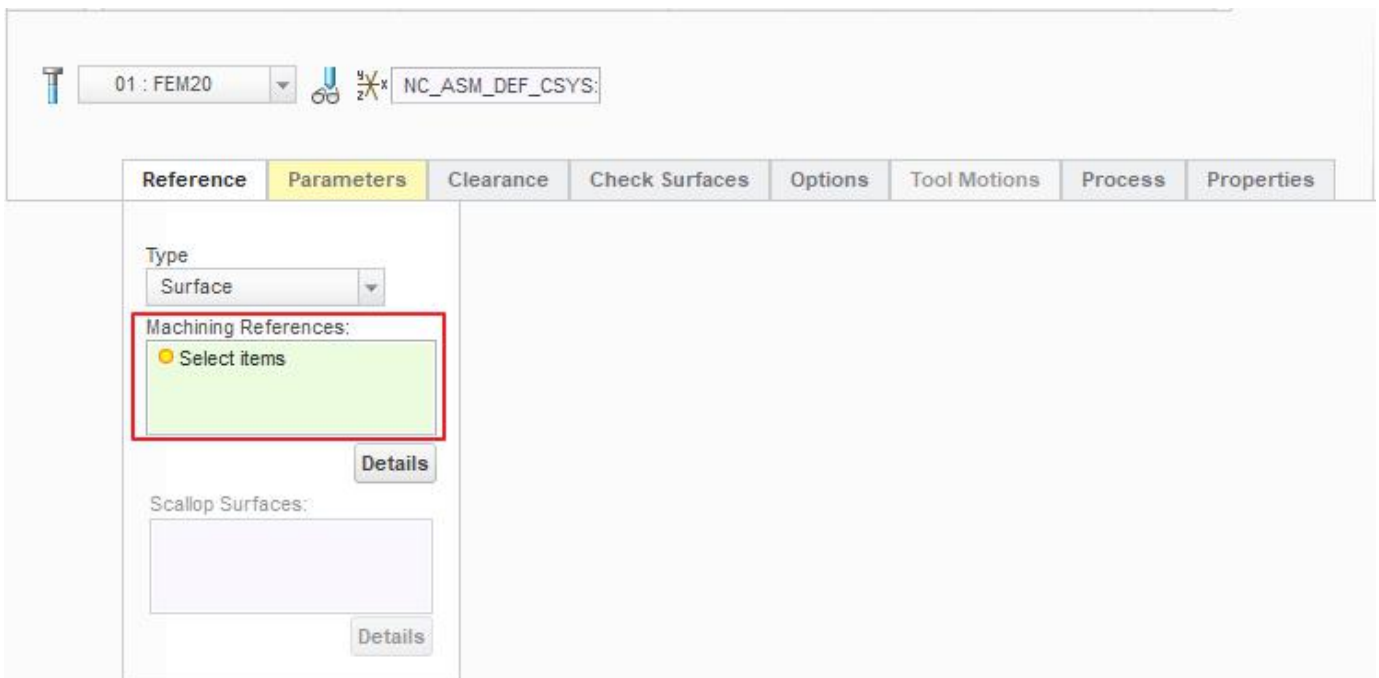 01 : FEM20
y x z NC_ASM_DEF_CSYS:
Reference Parameters Clearance Check Surfaces Options Tool Motions Process Properties
Type
Surface
Machining References:
Select items
Details
Scallop Surfaces:
Details